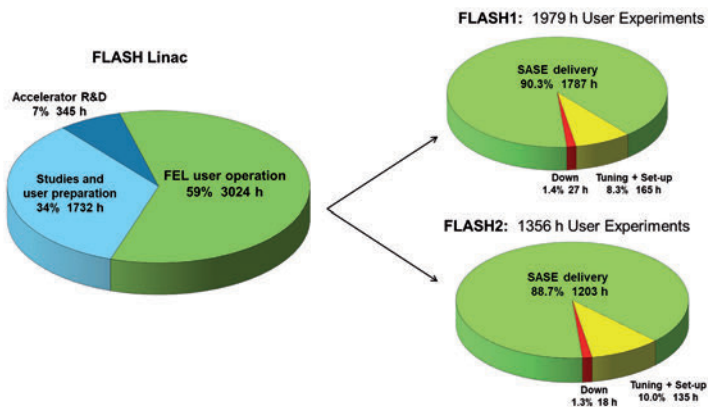 FLASH Linac
Accelerator R&D
7% 345 h
Studies and
user preparation
34% 1732 h
FEL user operation
59% 3024 h
FLASH1: 1979 h User Experiments
SASE delivery
90.3% 1787 h
Down
1.4% 27 h
Tuning + Set-up
8.3% 165 h
FLASH2: 1356 h User Experiments
SASE delivery
88.7% 1203 h
Down
1.3% 18 h
Tuning + Set-up
10.0% 135 h